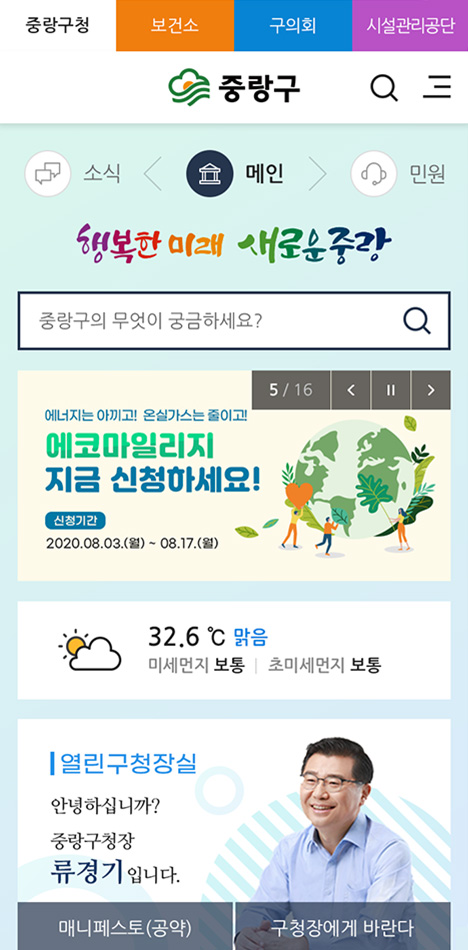 중랑구청 보건소 구의회 시설관리공단
중랑구
소식 메인 민원
행복한 미래 새로운 중랑
중랑구의 무엇이 궁금하세요?
5 / 16
에너지는 아끼고! 온실가스는 줄이고!
에코마일리지
지금 신청하세요!
신청기간
2020.08.03.(월) ~ 08.17.(월)
32.6 ℃ 맑음
미세먼지 보통 | 초미세먼지 보통
열린구청장실
안녕하십니까?
중랑구청장
류경기입니다.
매니페스토(공약) 구청장에게 바란다